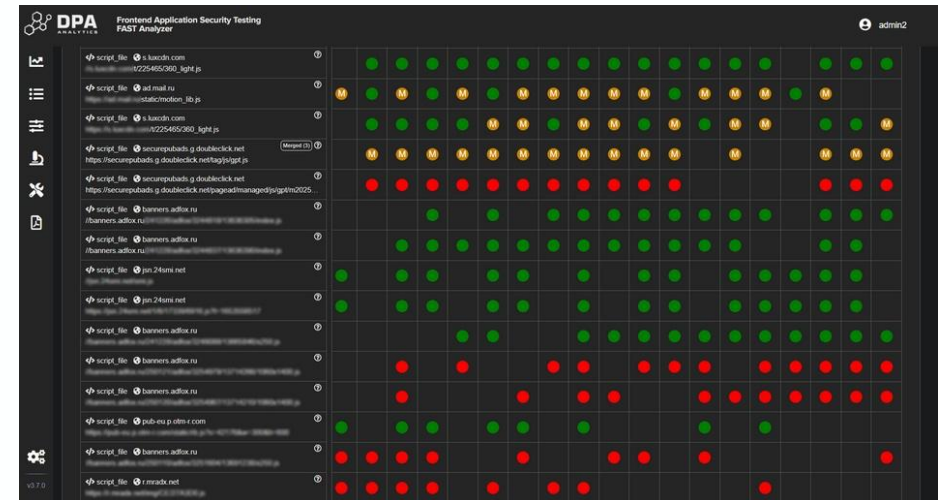 DPA
ANALYTICS
Frontend Application Security Testing
FAST Analyzer
admin2
script_file s.luxcdn.com
t/225465/360_light.js
script_file ad.mail.ru
static/motion_lib.js
M M M M M M M M M M M M
script_file s.luxcdn.com
/t/225465/360_light.js
M M M M M M
script_file securepubads.g.doubleclick.net Merged (3)
https://securepubads.g.doubleclick.net/tag/js/gpt.js
M M M M M M M M M M M M M M M M
script_file securepubads.g.doubleclick.net
https://securepubads.g.doubleclick.net/pagead/managed/js/gpt/m2025...
script_file banners.adfox.ru
//banners.adfox.ru
script_file banners.adfox.ru
//banners.adfox.ru
script_file jsn.24smi.net
script_file jsn.24smi.net
script_file banners.adfox.ru
script_file banners.adfox.ru
script_file banners.adfox.ru
script_file pub-eu.p.otm-r.com
script_file banners.adfox.ru
script_file r.mradx.net
v3.7.0